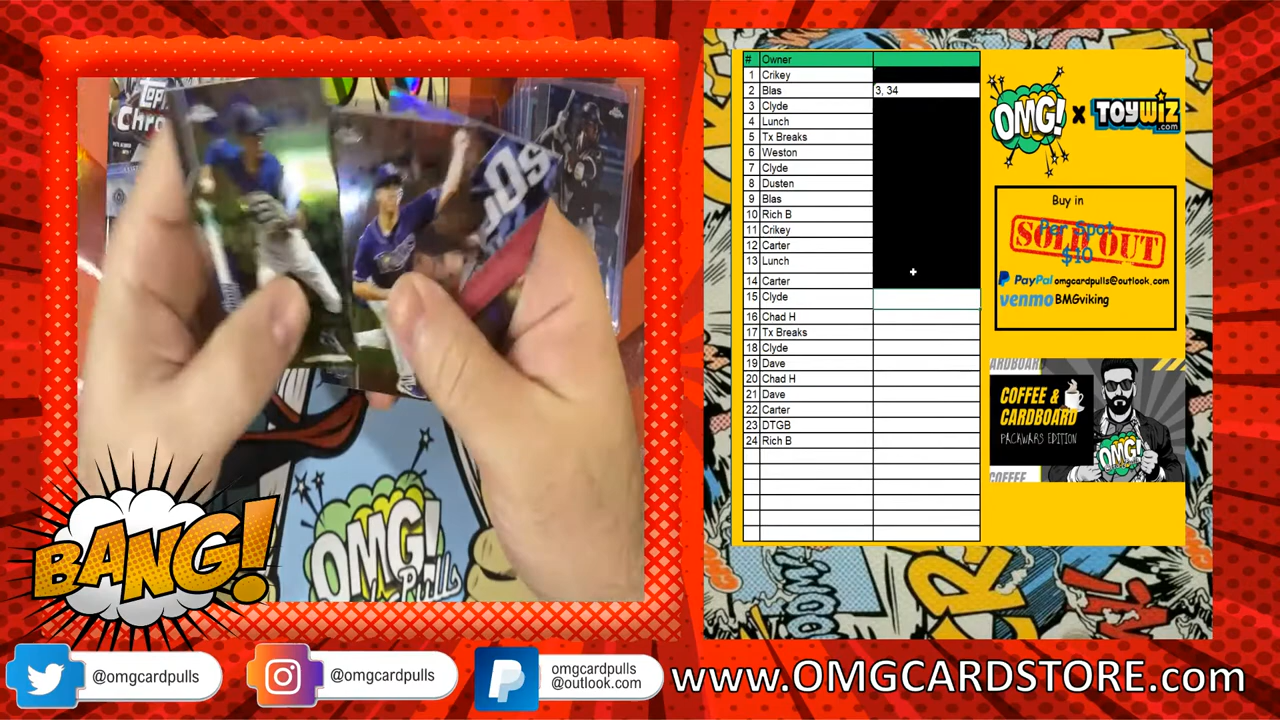 TOPPS
Chro
OMG!
Pulls
BANG!
# Owner
1 Crikey
2 Blas 3, 34
3 Clyde
4 Lunch
5 Tx Breaks
6 Weston
7 Clyde
8 Dusten
9 Blas
10 Rich B
11 Crikey
12 Carter
13 Lunch
14 Carter
15 Clyde
16 Chad H
17 Tx Breaks
18 Clyde
19 Dave
20 Chad H
21 Dave
22 Carter
23 DTGB
24 Rich B
OMG! x TOYWIZ
.com
Buy in
Per Spot
SOLD OUT
$10
PayPal omgcardpulls@outlook.com
venmo BMGviking
CARDBOARD
COFFEE &
CARDBOARD
PACKWARS EDITION
OMG!
COFFEE
@omgcardpulls
@omgcardpulls
omgcardpulls
@outlook.com
www.OMGCARDSTORE.com